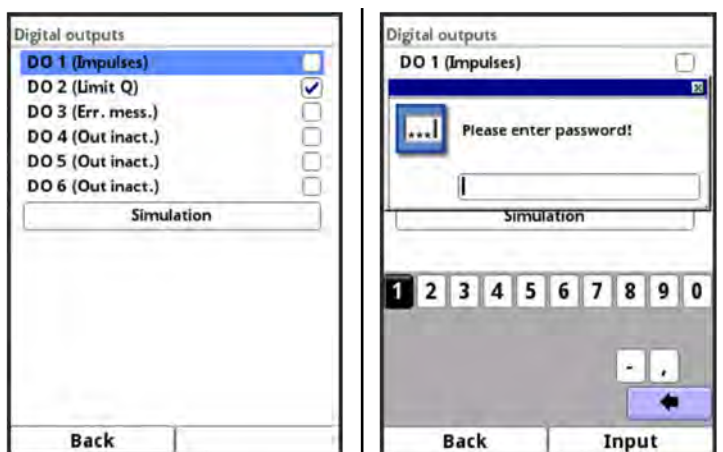 Digital outputs
DO 1 (Impulses)
DO 2 (Limit Q)
DO 3 (Err. mess.)
DO 4 (Out inact.)
DO 5 (Out inact.)
DO 6 (Out inact.)
Simulation
Back
Digital outputs
DO 1 (Impulses)
...
Please enter password!
Simulation
1 2 3 4 5 6 7 8 9 0
- ,
Back Input